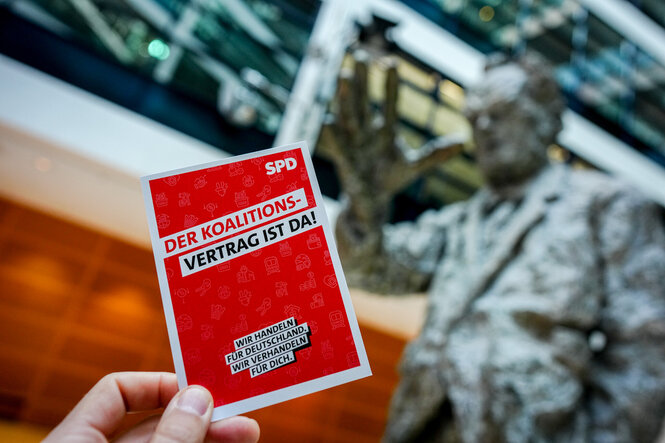 SPD
DER KOALITIONS-
VERTRAG IST DA!
WIR HANDELN
FÜR DEUTSCHLAND.
WIR VERHANDELN
FÜR DICH.